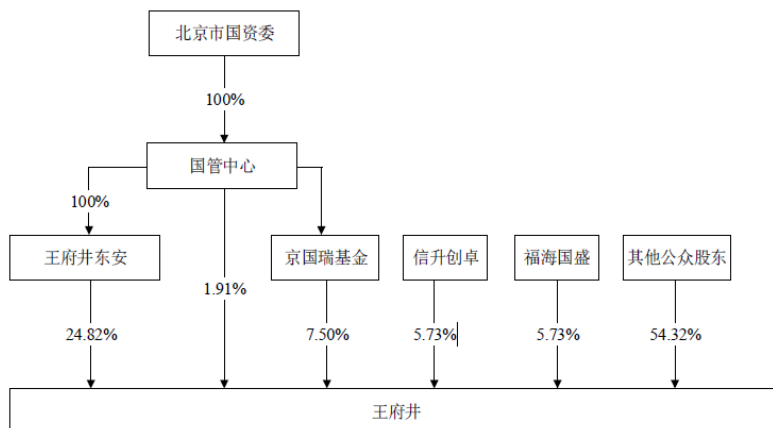 北京市国资委
100%
国管中心
100%
王府井东安
京国瑞基金
信升创卓
福海国盛
其他公众股东
1.91%
24.82%
7.50%
5.73%
5.73%
54.32%
王府井